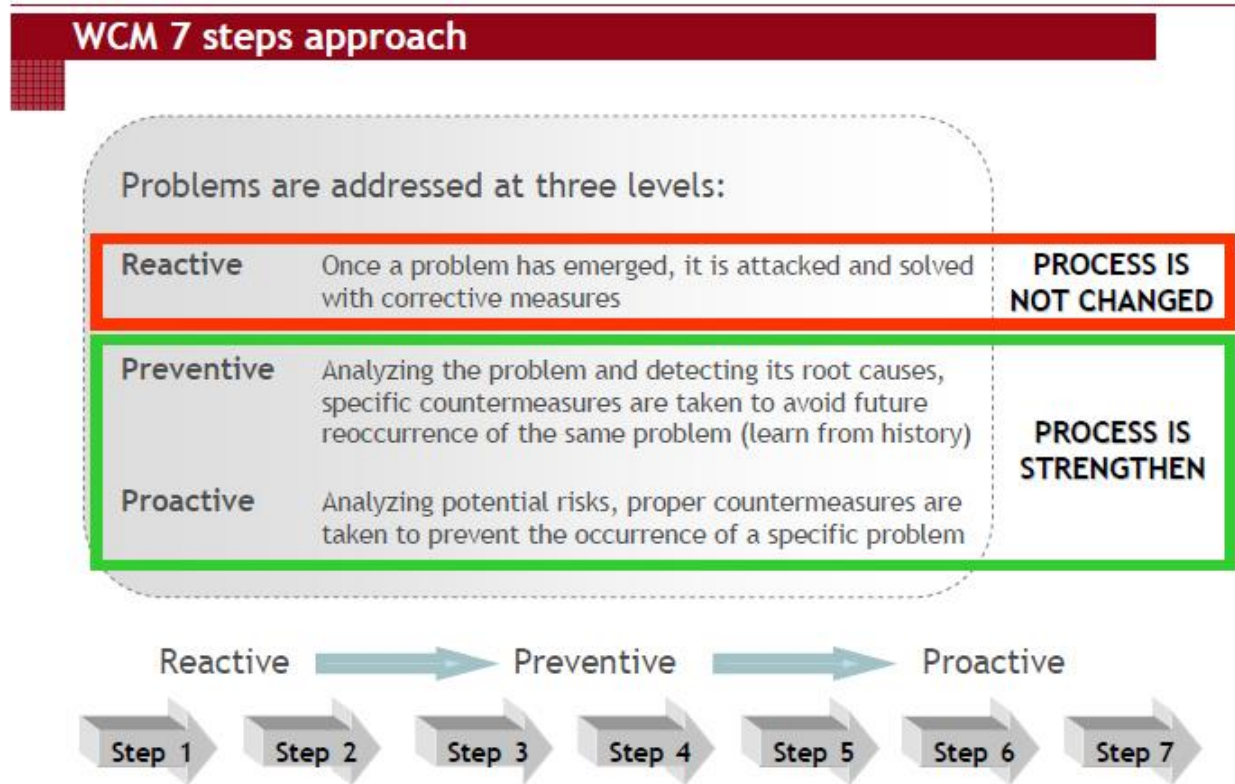 WCM 7 steps approach
Problems are addressed at three levels:
Reactive
Once a problem has emerged, it is attacked and solved
with corrective measures
PROCESS IS
NOT CHANGED
Preventive
Analyzing the problem and detecting its root causes,
specific countermeasures are taken to avoid future
reoccurrence of the same problem (learn from history)
Proactive
Analyzing potential risks, proper countermeasures are
taken to prevent the occurrence of a specific problem
PROCESS IS
STRENGTHEN
Reactive Preventive Proactive
Step 1 Step 2 Step 3 Step 4 Step 5 Step 6 Step 7